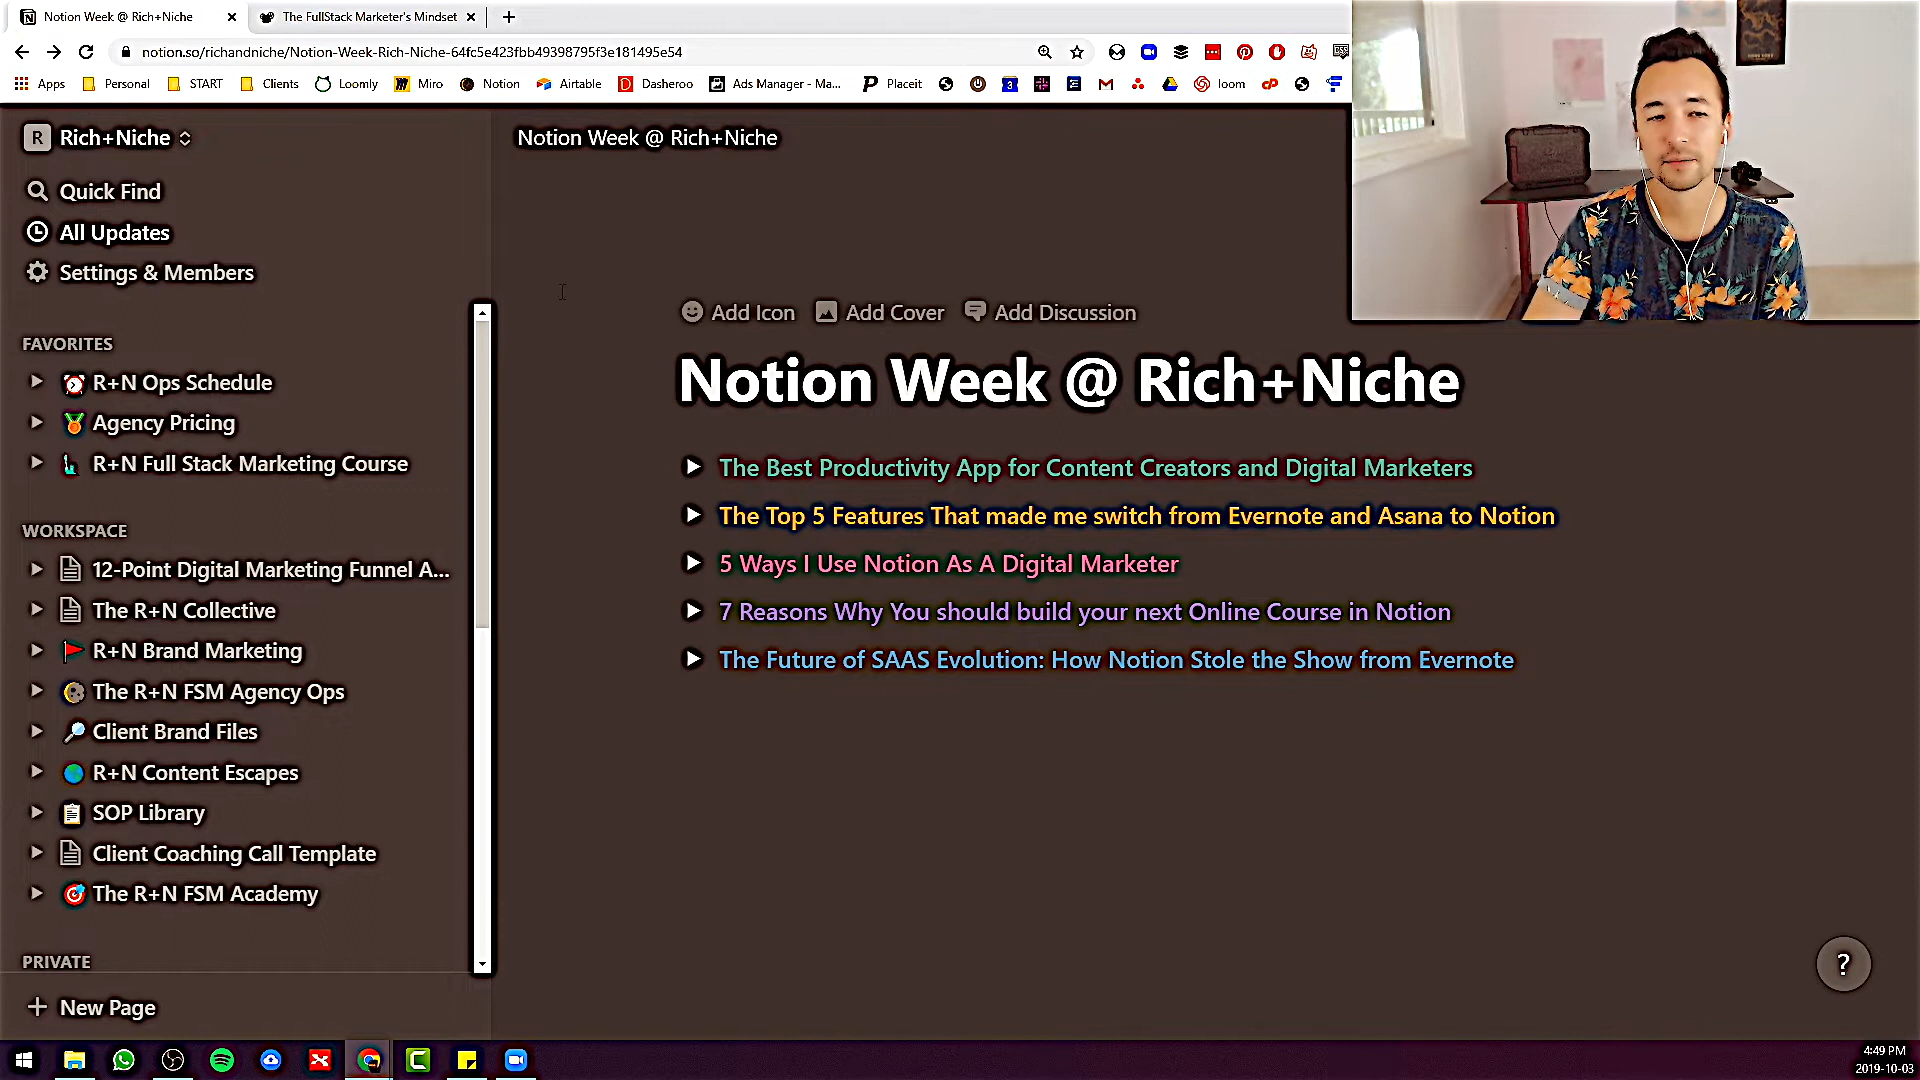 Notion Week @ Rich+Niche
The FullStack Marketer's Mindset
notion.so/richandniche/Notion-Week-Rich-Niche-64fc5e423fbb49398795f3e181495e54
Apps Personal START Clients Loomly Miro Notion Airtable Dasheroo Ads Manager - Ma... Placeit loom
R Rich+Niche
Notion Week @ Rich+Niche
Quick Find
All Updates
Settings & Members
Add Icon Add Cover Add Discussion
FAVORITES
R+N Ops Schedule
Agency Pricing
R+N Full Stack Marketing Course
WORKSPACE
12-Point Digital Marketing Funnel A...
The R+N Collective
R+N Brand Marketing
The R+N FSM Agency Ops
Client Brand Files
R+N Content Escapes
SOP Library
Client Coaching Call Template
The R+N FSM Academy
PRIVATE
New Page
Notion Week @ Rich+Niche
The Best Productivity App for Content Creators and Digital Marketers
The Top 5 Features That made me switch from Evernote and Asana to Notion
5 Ways I Use Notion As A Digital Marketer
7 Reasons Why You should build your next Online Course in Notion
The Future of SAAS Evolution: How Notion Stole the Show from Evernote
?
4:49 PM
2019-10-03